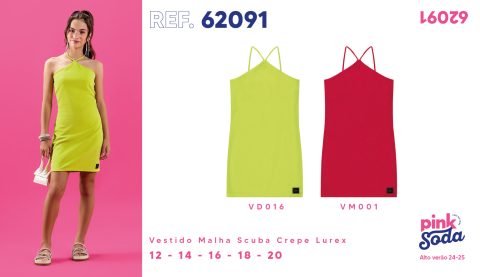 REF. 62091
62091
VD016
VM001
Vestido Malha Scuba Crepe Lurex
12 - 14 - 16 - 18 - 20
pink
Soda
Alto verão 24-25